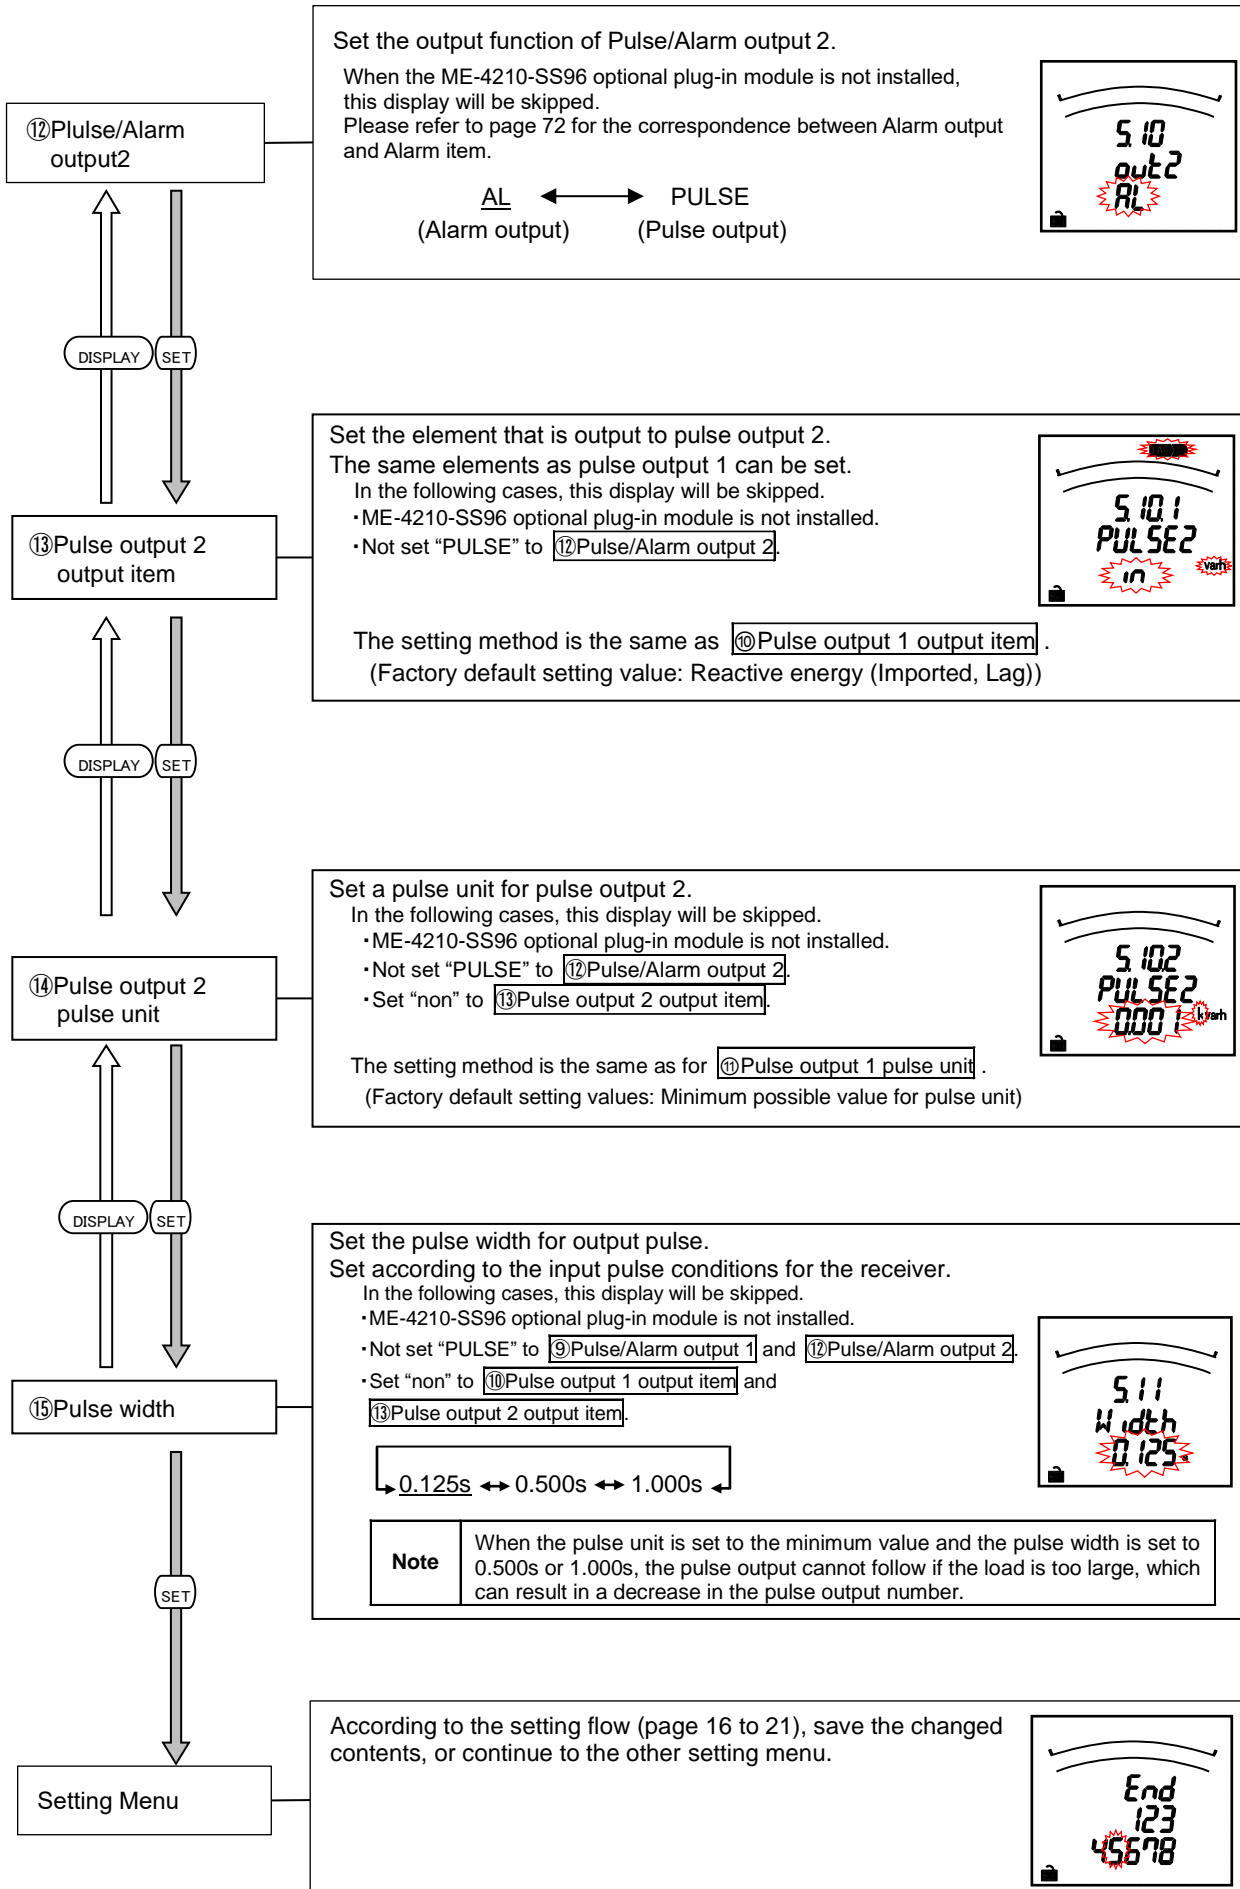 ⑫Plulse/Alarm
output2
Set the output function of Pulse/Alarm output 2.
When the ME-4210-SS96 optional plug-in module is not installed,
this display will be skipped.
Please refer to page 72 for the correspondence between Alarm output
and Alarm item.
AL PULSE
(Alarm output) (Pulse output)
5.10
out2
AL
DISPLAY SET
⑬Pulse output 2
output item
Set the element that is output to pulse output 2.
The same elements as pulse output 1 can be set.
In the following cases, this display will be skipped.
・ME-4210-SS96 optional plug-in module is not installed.
・Not set “PULSE” to ⑫Pulse/Alarm output 2.
The setting method is the same as ⑩Pulse output 1 output item .
(Factory default setting value: Reactive energy (Imported, Lag))
5.10.1
PULSE2
in varh
DISPLAY SET
⑭Pulse output 2
pulse unit
Set a pulse unit for pulse output 2.
In the following cases, this display will be skipped.
・ME-4210-SS96 optional plug-in module is not installed.
・Not set “PULSE” to ⑫Pulse/Alarm output 2.
・Set “non” to ⑬Pulse output 2 output item.
The setting method is the same as for ⑪Pulse output 1 pulse unit .
(Factory default setting values: Minimum possible value for pulse unit)
5.10.2
PULSE2
0.001 kvarh
DISPLAY SET
⑮Pulse width
Set the pulse width for output pulse.
Set according to the input pulse conditions for the receiver.
In the following cases, this display will be skipped.
・ME-4210-SS96 optional plug-in module is not installed.
・Not set “PULSE” to ⑨Pulse/Alarm output 1 and ⑫Pulse/Alarm output 2.
・Set “non” to ⑩Pulse output 1 output item and
⑬Pulse output 2 output item.
0.125s ↔ 0.500s ↔ 1.000s
Note
When the pulse unit is set to the minimum value and the pulse width is set to
0.500s or 1.000s, the pulse output cannot follow if the load is too large, which
can result in a decrease in the pulse output number.
5.11
Width
0.125 s
SET
Setting Menu
According to the setting flow (page 16 to 21), save the changed
contents, or continue to the other setting menu.
End
123
45678